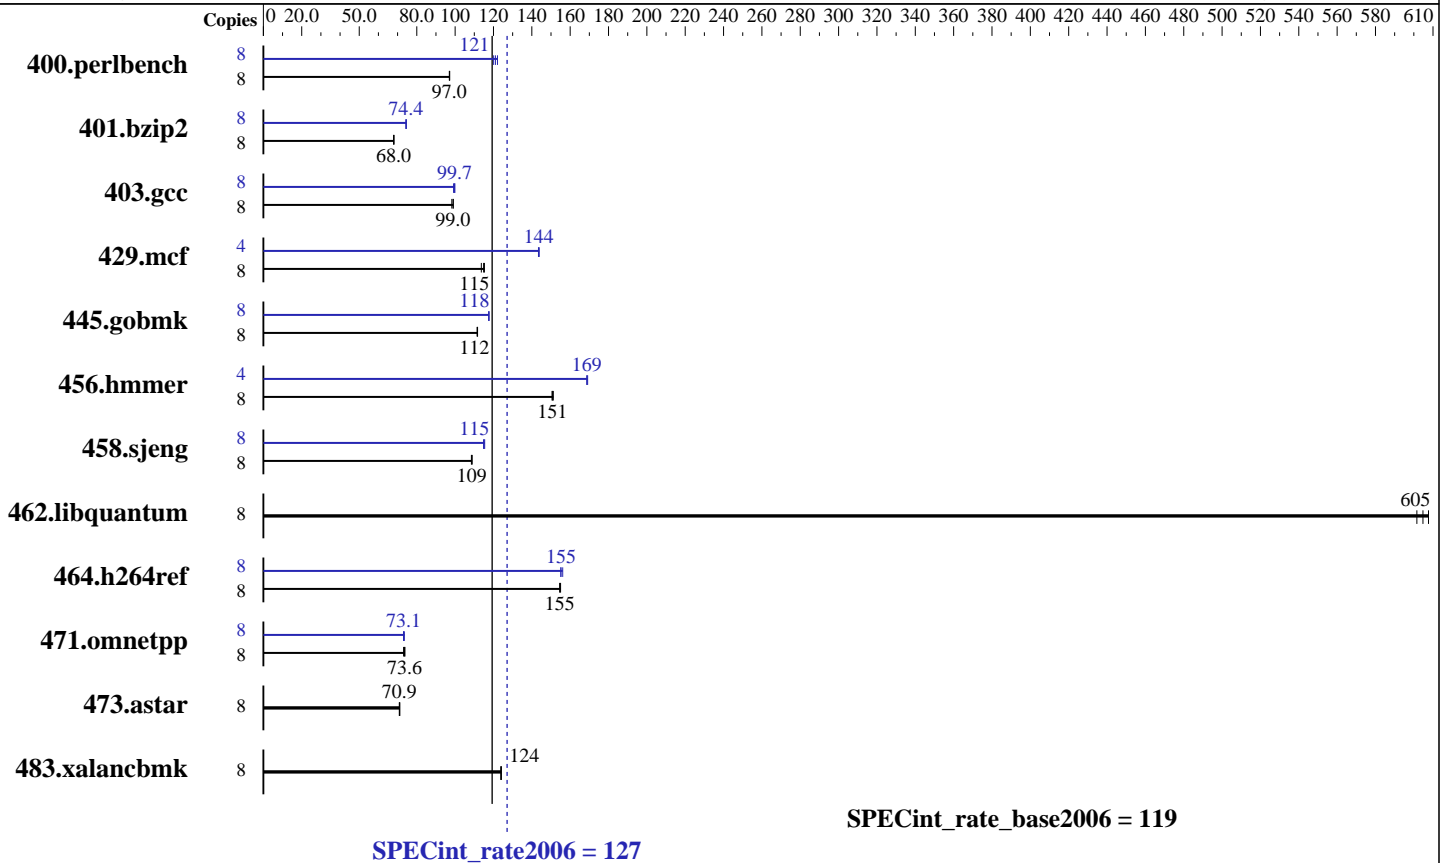 Copies 0 20.0 50.0 80.0 100 120 140 160 180 200 220 240 260 280 300 320 340 360 380 400 420 440 460 480 500 520 540 560 580 610
400.perlbench 8 121
8 97.0
401.bzip2 8 74.4
8 68.0
403.gcc 8 99.7
8 99.0
429.mcf 4 144
8 115
445.gobmk 8 118
8 112
456.hmmer 4 169
8 151
458.sjeng 8 115
8 109
462.libquantum 8 605
464.h264ref 8 155
8 155
471.omnetpp 8 73.1
8 73.6
473.astar 8 70.9
483.xalancbmk 8 124
SPECint_rate_base2006 = 119
SPECint_rate2006 = 127